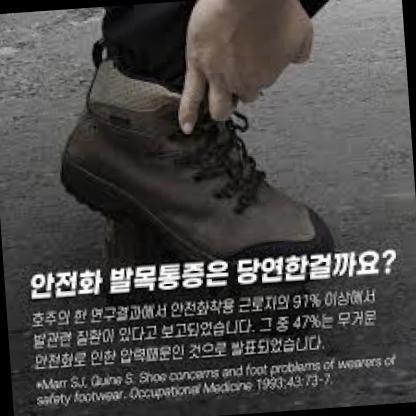 안전화 발목통증은 당연한걸까요?
호주의 한 연구결과에서 안전화착용 근로자의 91% 이상에서
발관련 질환이 있다고 보고되었습니다. 그 중 47%는 무거운
안전화로 인한 압력때문인 것으로 발표되었습니다.
*Marr SJ, Quine S. Shoe concerns and foot problems of wearers of
safety footwear. Occupational Medicine 1993;43:73-7.